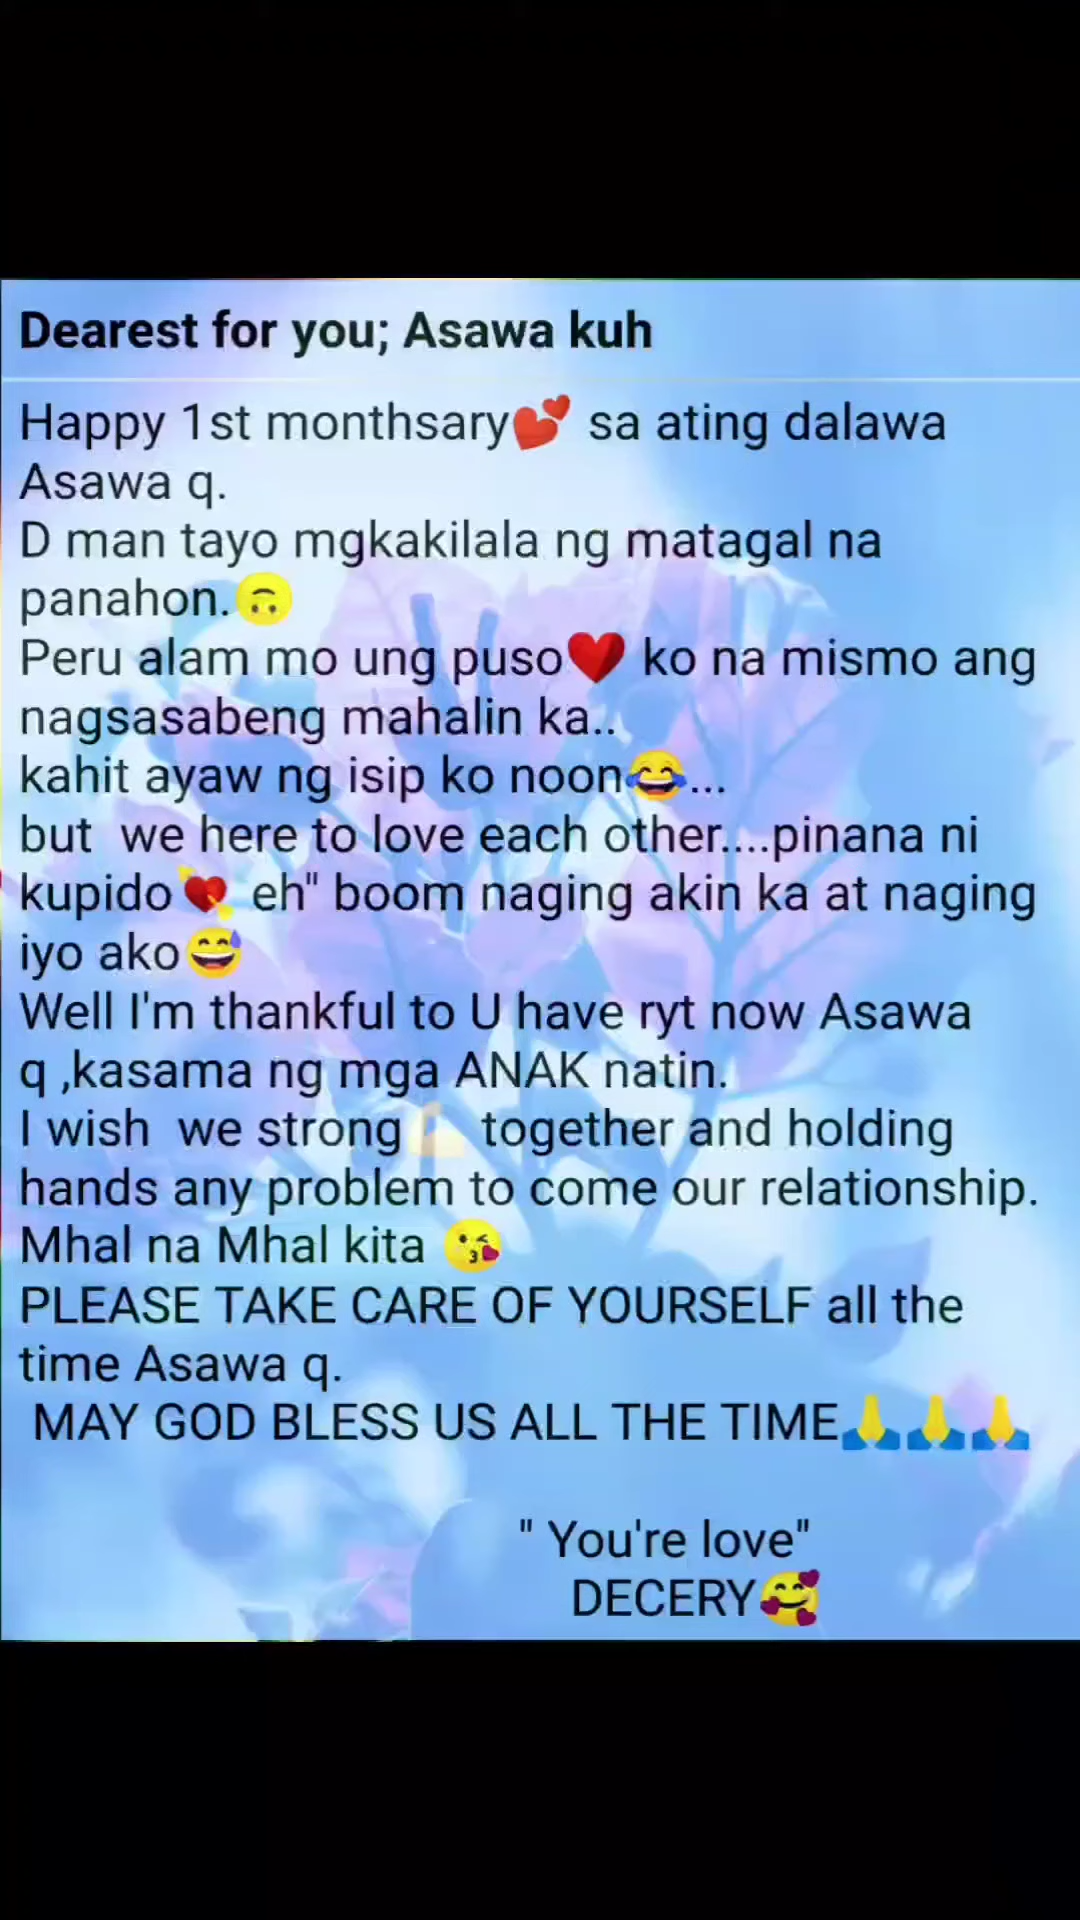 Dearest for you; Asawa kuh
Happy 1st monthsary💕 sa ating dalawa
Asawa q.
D man tayo mgkakilala ng matagal na
panahon.🙃
Peru alam mo ung puso❤️ ko na mismo ang
nagsasabeng mahalin ka..
kahit ayaw ng isip ko noon😂...
but  we here to love each other....pinana ni
kupido💘 eh" boom naging akin ka at naging
iyo ako😅
Well I'm thankful to U have ryt now Asawa
q ,kasama ng mga ANAK natin.
I wish  we strong💪 together and holding
hands any problem to come our relationship.
Mhal na Mhal kita 😘
PLEASE TAKE CARE OF YOURSELF all the
time Asawa q.
MAY GOD BLESS US ALL THE TIME🙏🙏🙏
" You're love"
DECERY🥰